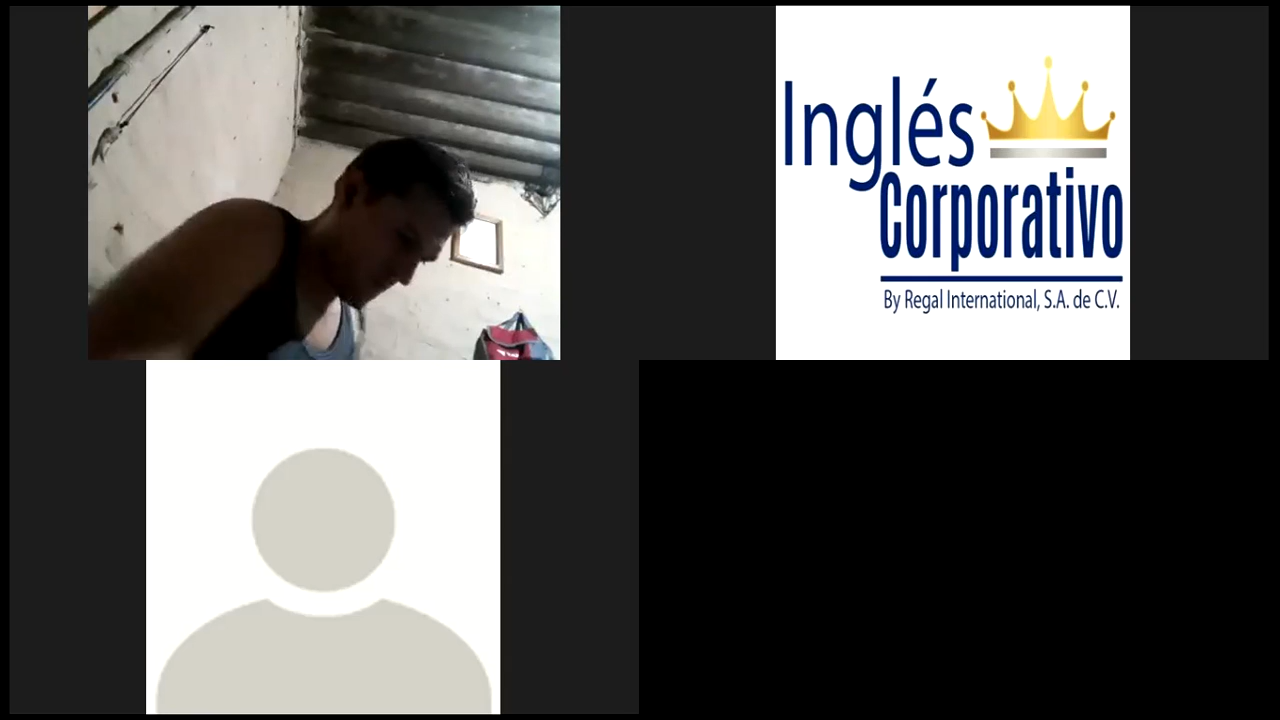 Inglés
Corporativo
By Regal International, S.A. de C.V.